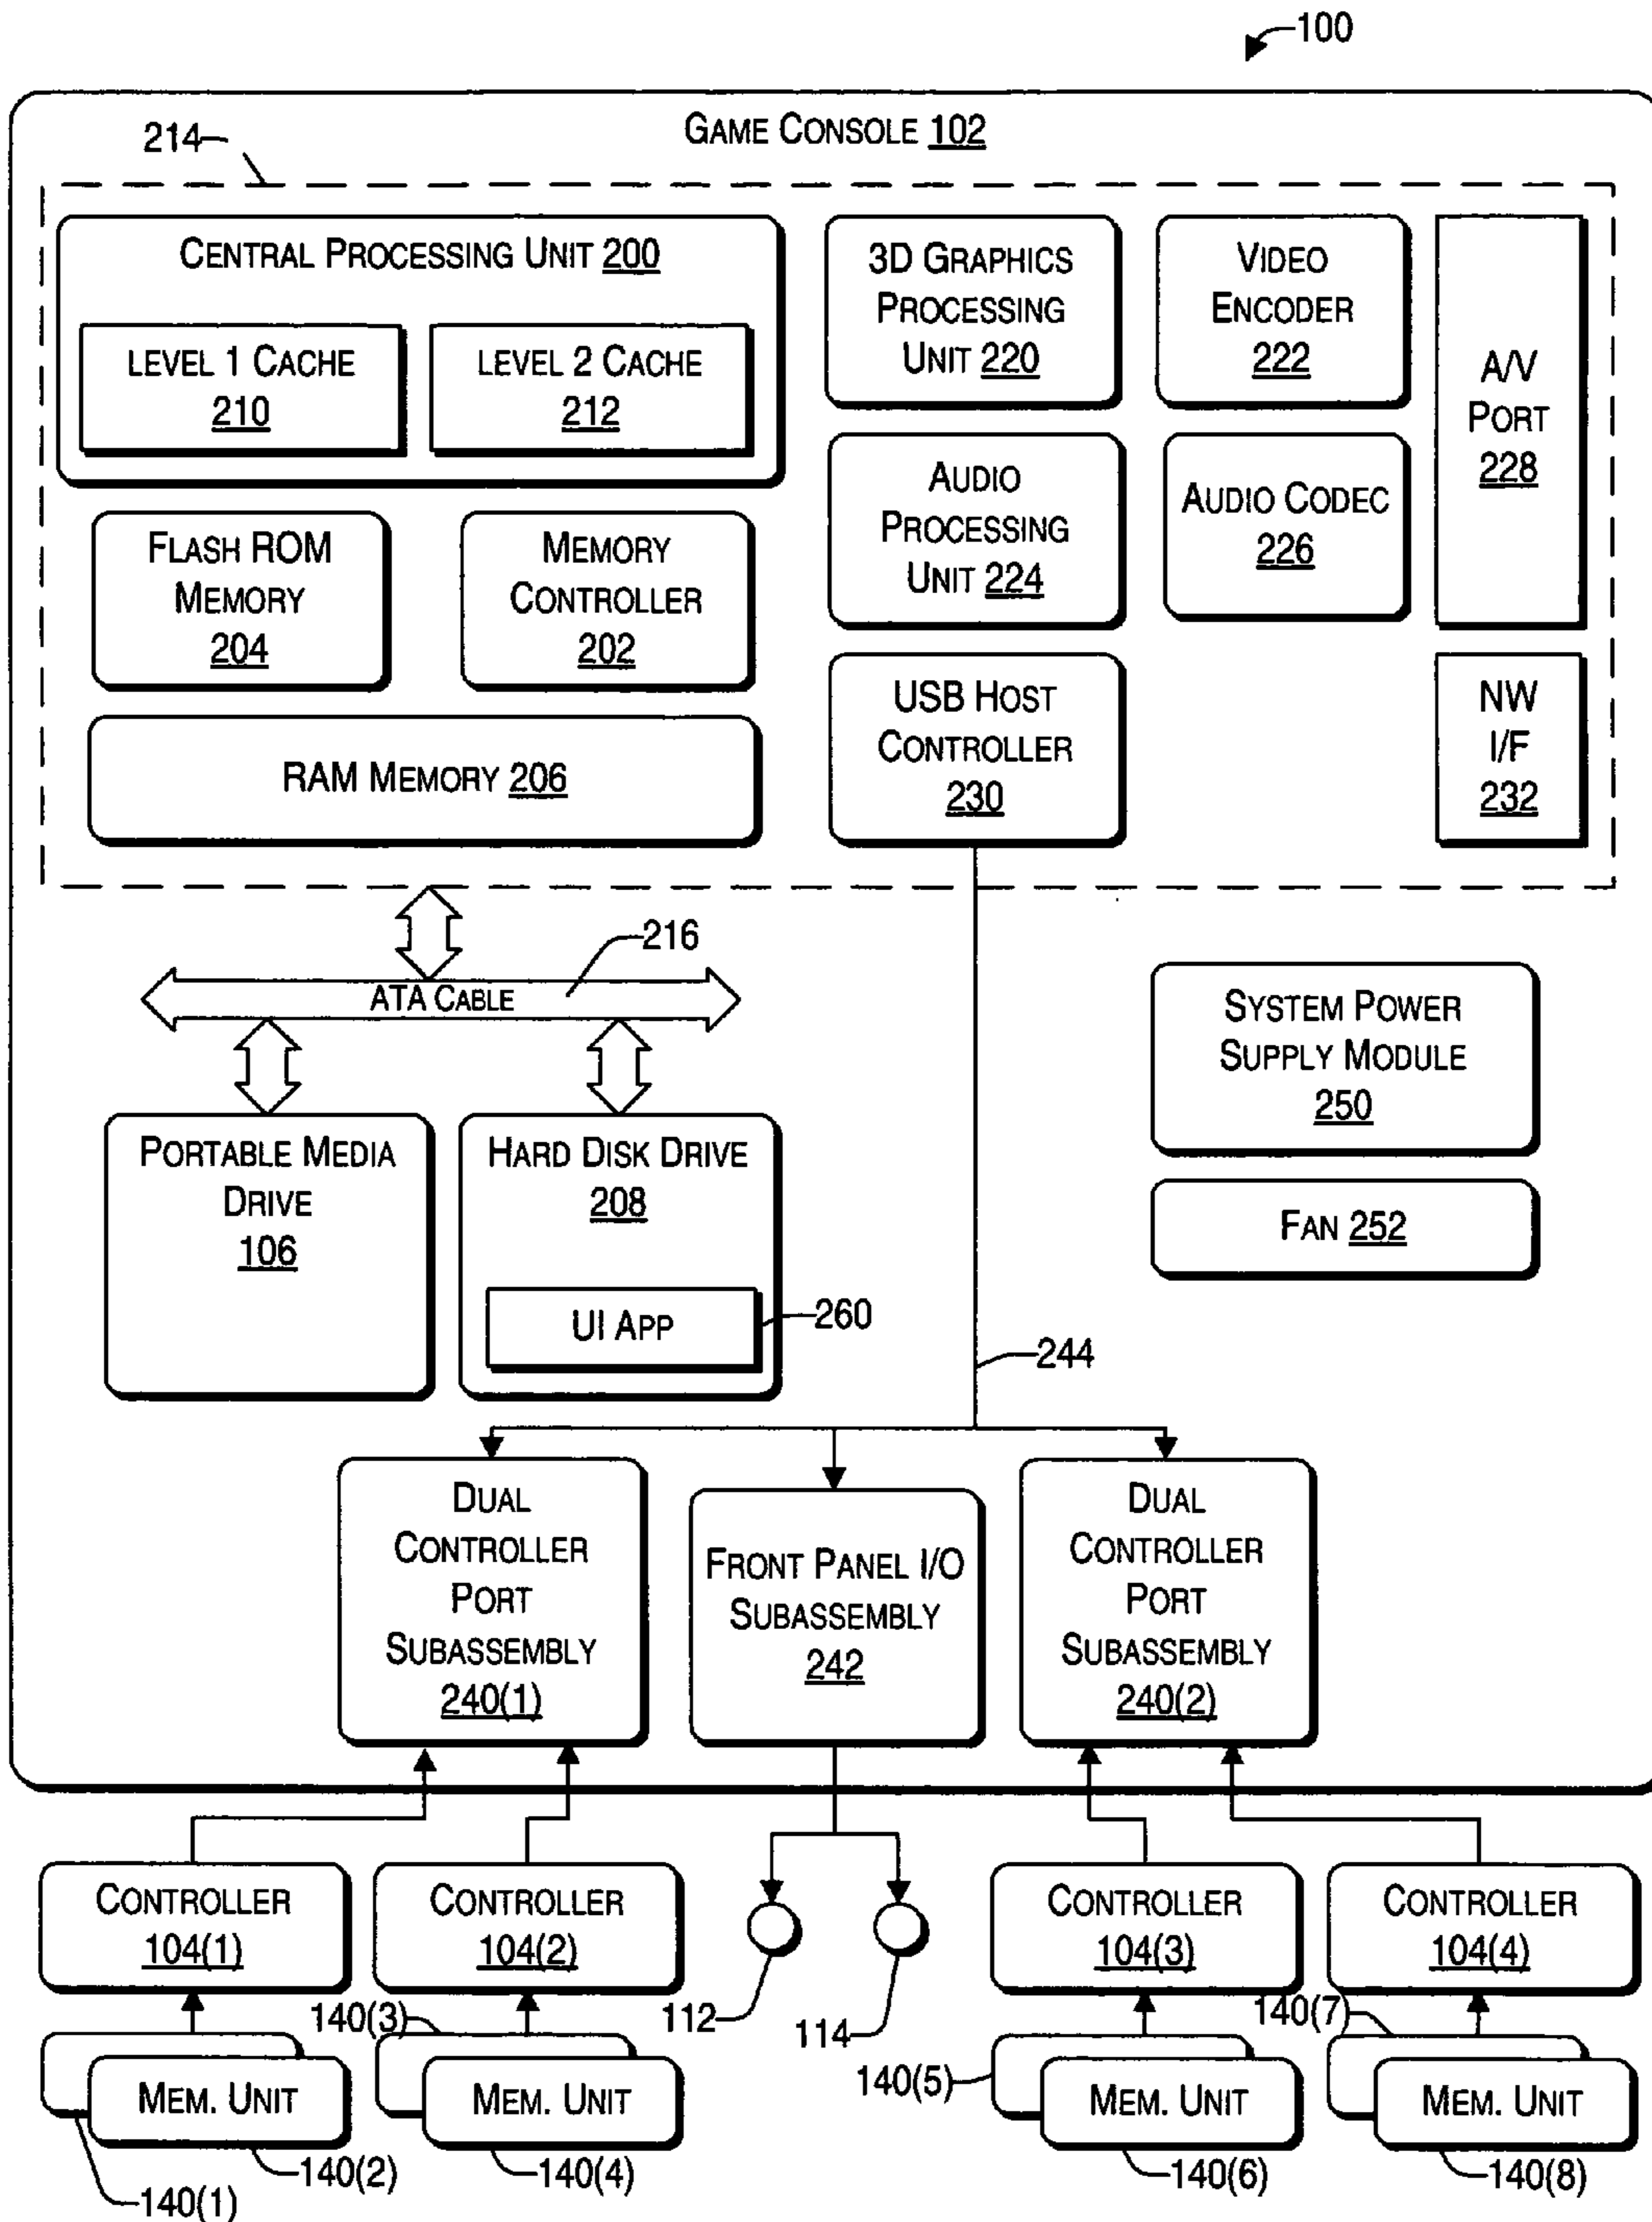 100
GAME CONSOLE 102
214
CENTRAL PROCESSING UNIT 200
LEVEL 1 CACHE
210
LEVEL 2 CACHE
212
3D GRAPHICS
PROCESSING
UNIT 220
VIDEO
ENCODER
222
A/V
PORT
228
AUDIO
PROCESSING
UNIT 224
AUDIO CODEC
226
FLASH ROM
MEMORY
204
MEMORY
CONTROLLER
202
USB HOST
CONTROLLER
230
NW
I/F
232
RAM MEMORY 206
216
ATA CABLE
SYSTEM POWER
SUPPLY MODULE
250
PORTABLE MEDIA
DRIVE
106
HARD DISK DRIVE
208
UI APP
260
FAN 252
244
DUAL
CONTROLLER
PORT
SUBASSEMBLY
240(1)
FRONT PANEL I/O
SUBASSEMBLY
242
DUAL
CONTROLLER
PORT
SUBASSEMBLY
240(2)
CONTROLLER
104(1)
CONTROLLER
104(2)
CONTROLLER
104(3)
CONTROLLER
104(4)
112
114
140(3)
140(7)
140(5)
MEM. UNIT
MEM. UNIT
MEM. UNIT
MEM. UNIT
140(2)
140(4)
140(6)
140(8)
140(1)